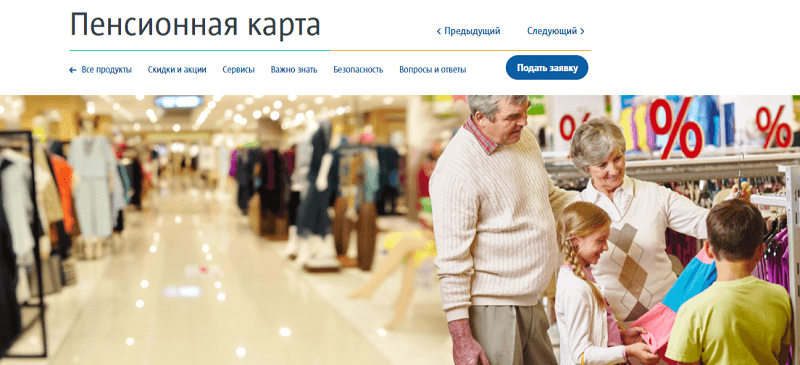 Пенсионная карта
Предыдущий Следующий
Все продукты Скидки и акции Сервисы Важно знать Безопасность Вопросы и ответы Подать заявку
% % %